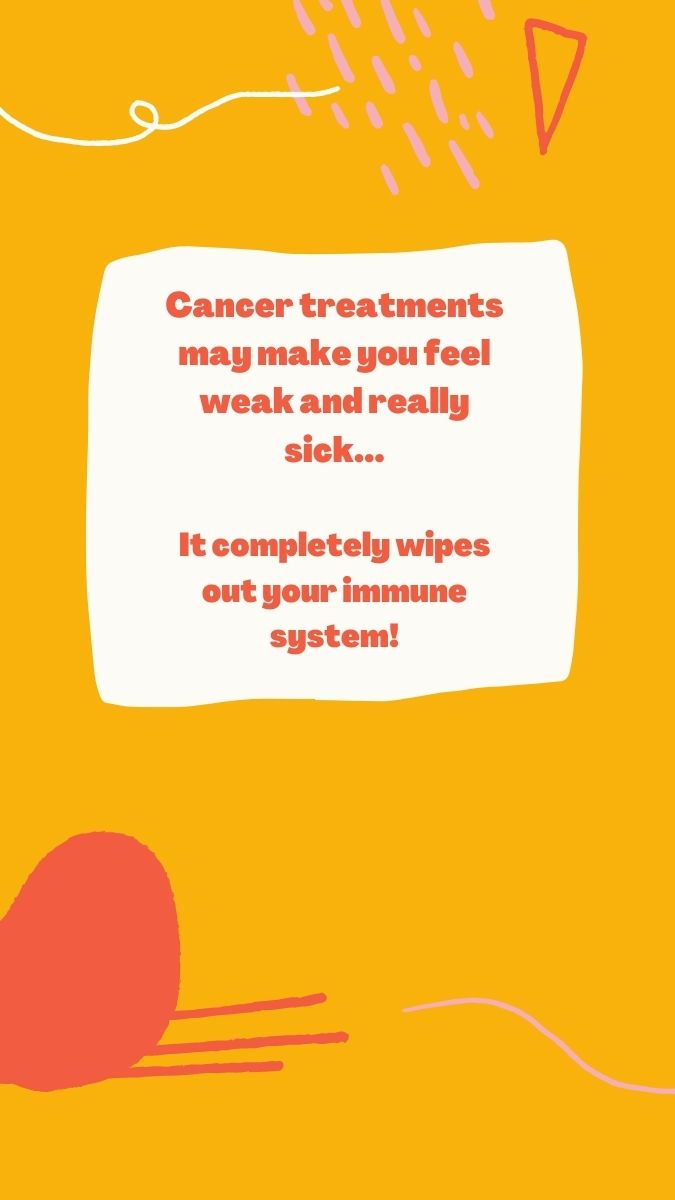 Cancer treatments
may make you feel
weak and really
sick...
It completely wipes
out your immune
system!